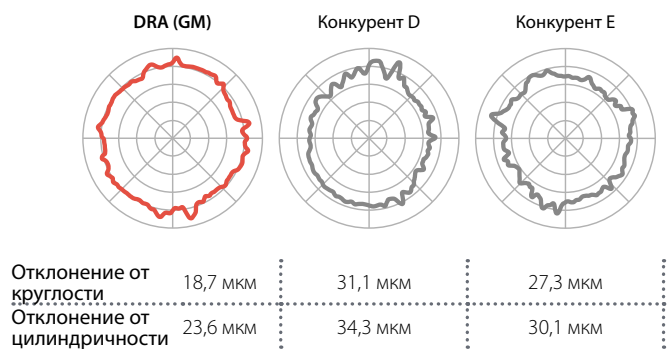 DRA (GM) Конкурент D Конкурент E
Отклонение от
круглости 18,7 мкм 31,1 мкм 27,3 мкм
Отклонение от
цилиндричности 23,6 мкм 34,3 мкм 30,1 мкм